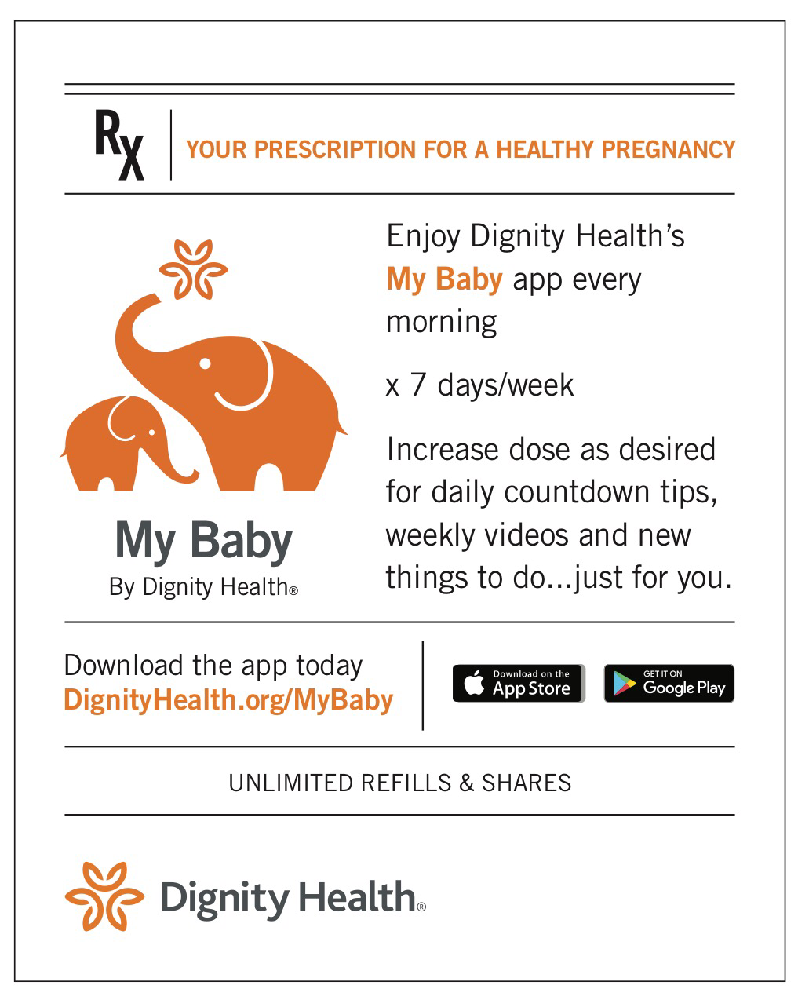 Rx
YOUR PRESCRIPTION FOR A HEALTHY PREGNANCY
Enjoy Dignity Health’s
My Baby app every
morning
x 7 days/week
Increase dose as desired
for daily countdown tips,
weekly videos and new
things to do...just for you.
My Baby
By Dignity Health®
Download the app today
DignityHealth.org/MyBaby
Download on the
App Store
GET IT ON
Google Play
UNLIMITED REFILLS & SHARES
Dignity Health®